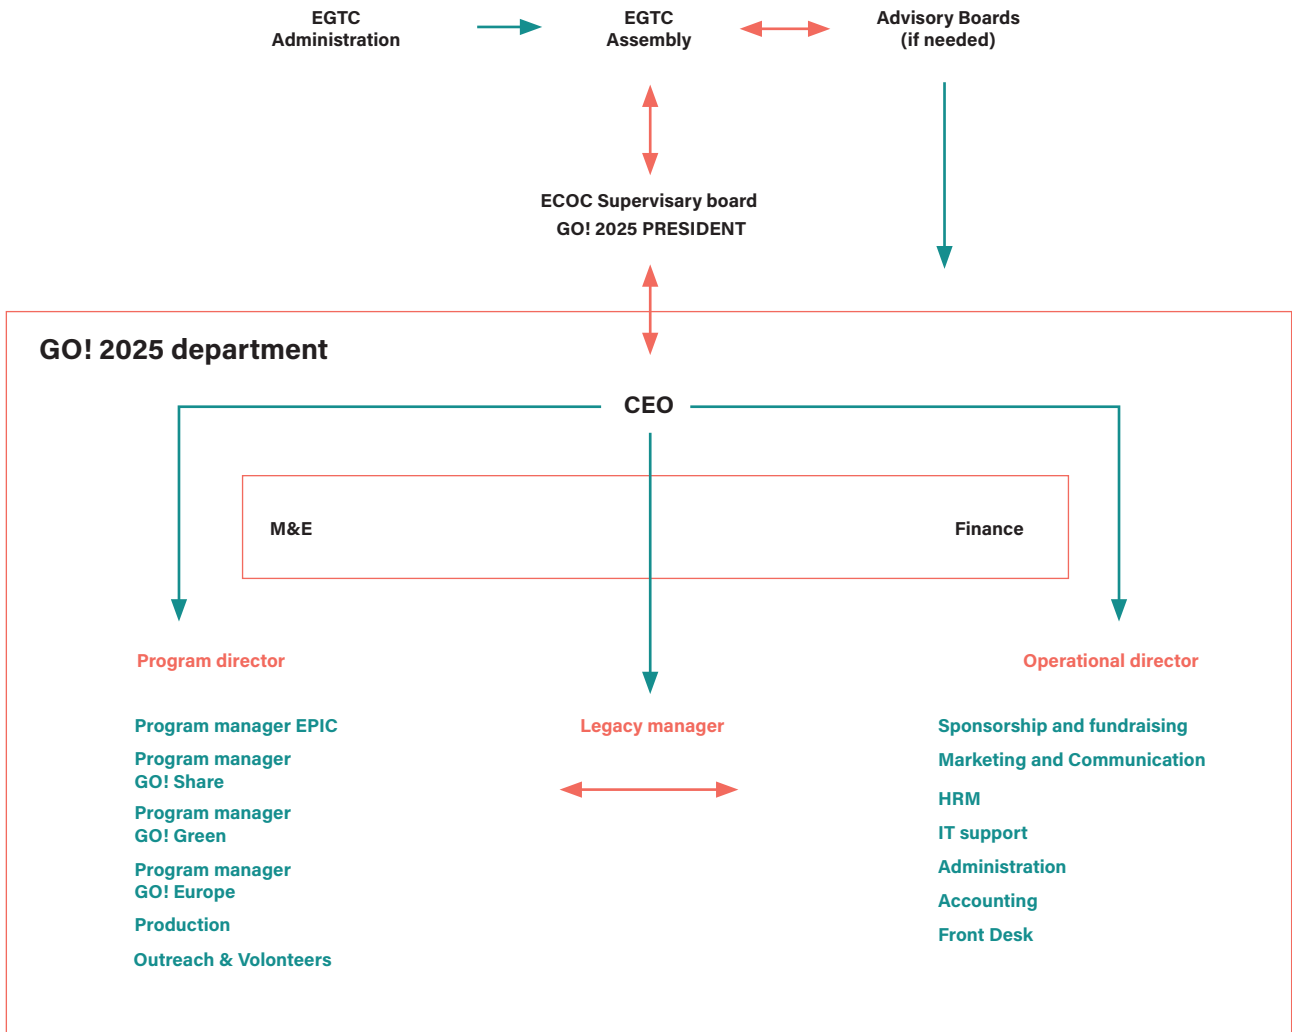 EGTC
Administration
EGTC
Assembly
Advisory Boards
(if needed)
ECOC Supervisary board
GO! 2025 PRESIDENT
GO! 2025 department
CEO
M&E
Finance
Program director
Program manager EPIC
Program manager
GO! Share
Program manager
GO! Green
Program manager
GO! Europe
Production
Outreach & Volonteers
Legacy manager
Operational director
Sponsorship and fundraising
Marketing and Communication
HRM
IT support
Administration
Accounting
Front Desk